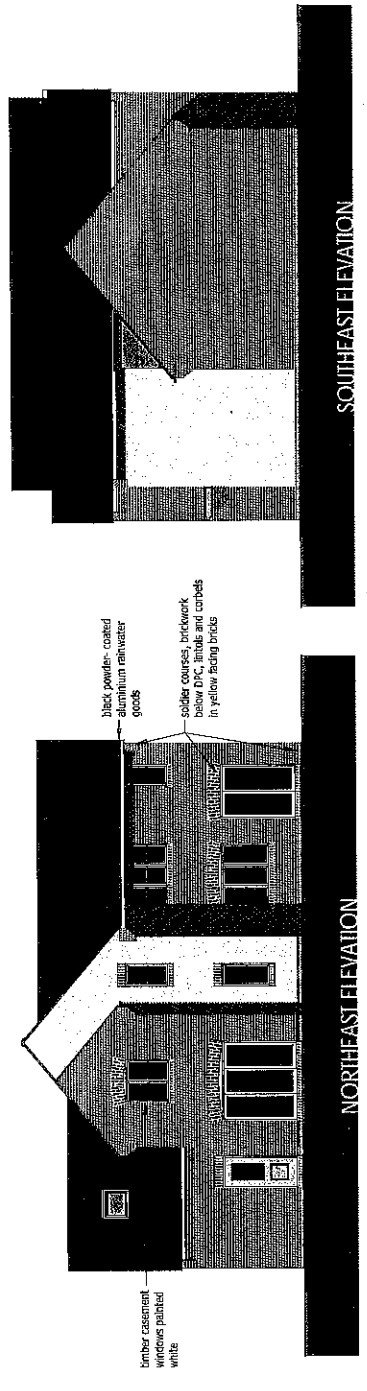 timber casement
windows painted
white
black powder- coated
aluminium rainwater
goods
soldier courses, brickwork
below DPC, lintols and corbels
in yellow facing bricks
NORTHEAST ELEVATION
SOUTHEAST ELEVATION